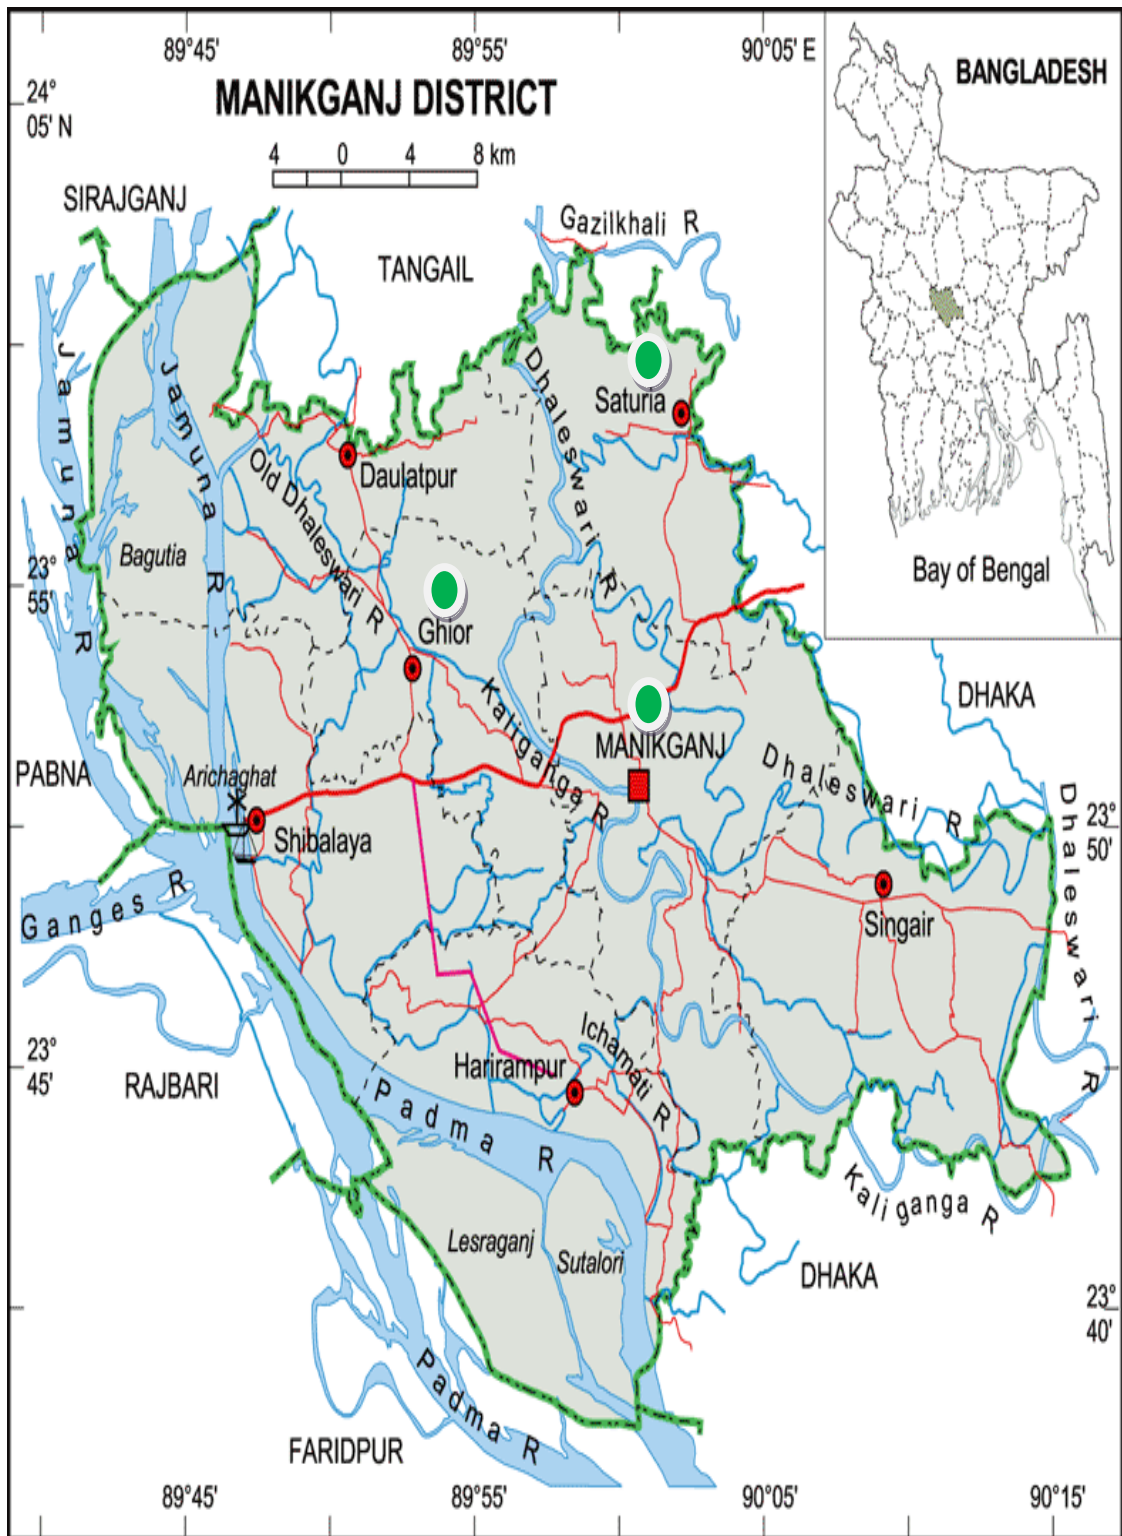 89°45'
89°55'
90°05' E
24°
05' N
MANIKGANJ DISTRICT
4 0 4 8 km
BANGLADESH
SIRAJGANJ
TANGAIL
Gazilkhali R
Jamuna R
Jamuna R
Dhaleswari R
Saturia
Old Dhaleswari R
Daulatpur
Bagutia
23°
55'
Ghior
Bay of Bengal
Kaliganga R
DHAKA
MANIKGANJ
PABNA
Arichaghat
Dhaleswari R
Dhaleswari R
23°
50'
Shibalaya
Ganges R
Singair
23°
45'
RAJBARI
Harirampur
Ichamati R
Padma R
Kaliganga R
Lesraganj
Sutalori
DHAKA
23°
40'
Padma R
FARIDPUR
89°45'
89°55'
90°05'
90°15'